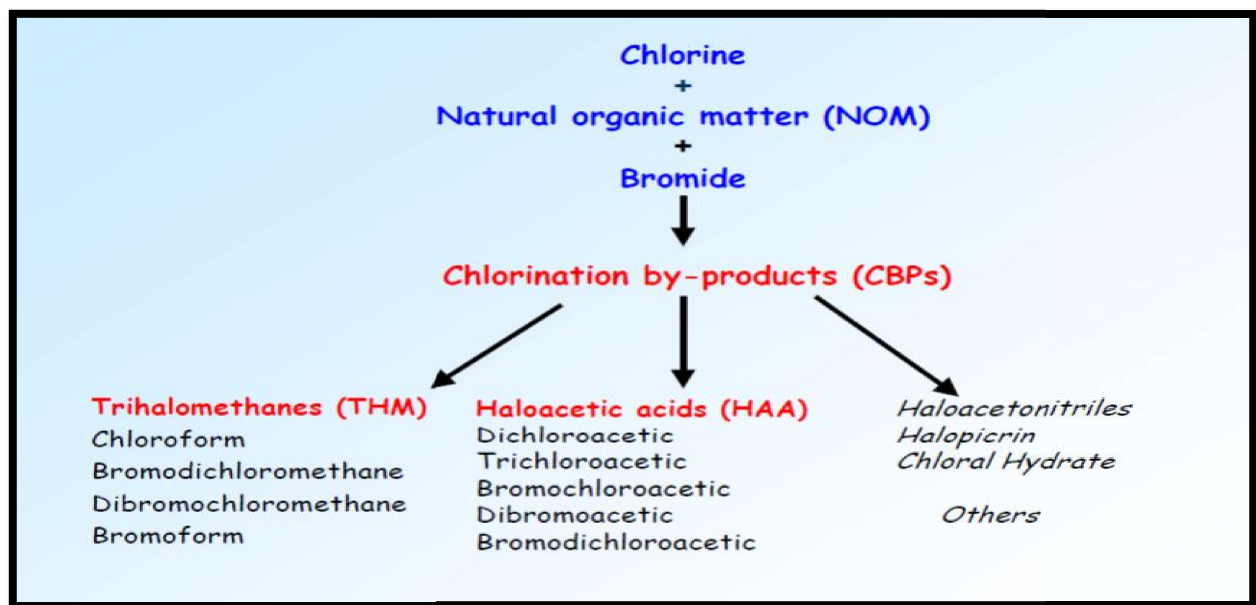 Chlorine
+
Natural organic matter (NOM)
+
Bromide
Chlorination by-products (CBPs)
Trihalomethanes (THM)
Chloroform
Bromodichloromethane
Dibromochloromethane
Bromoform
Haloacetic acids (HAA)
Dichloroacetic
Trichloroacetic
Bromochloroacetic
Dibromoacetic
Bromodichloroacetic
Haloacetonitriles
Halopicrin
Chloral Hydrate
Others